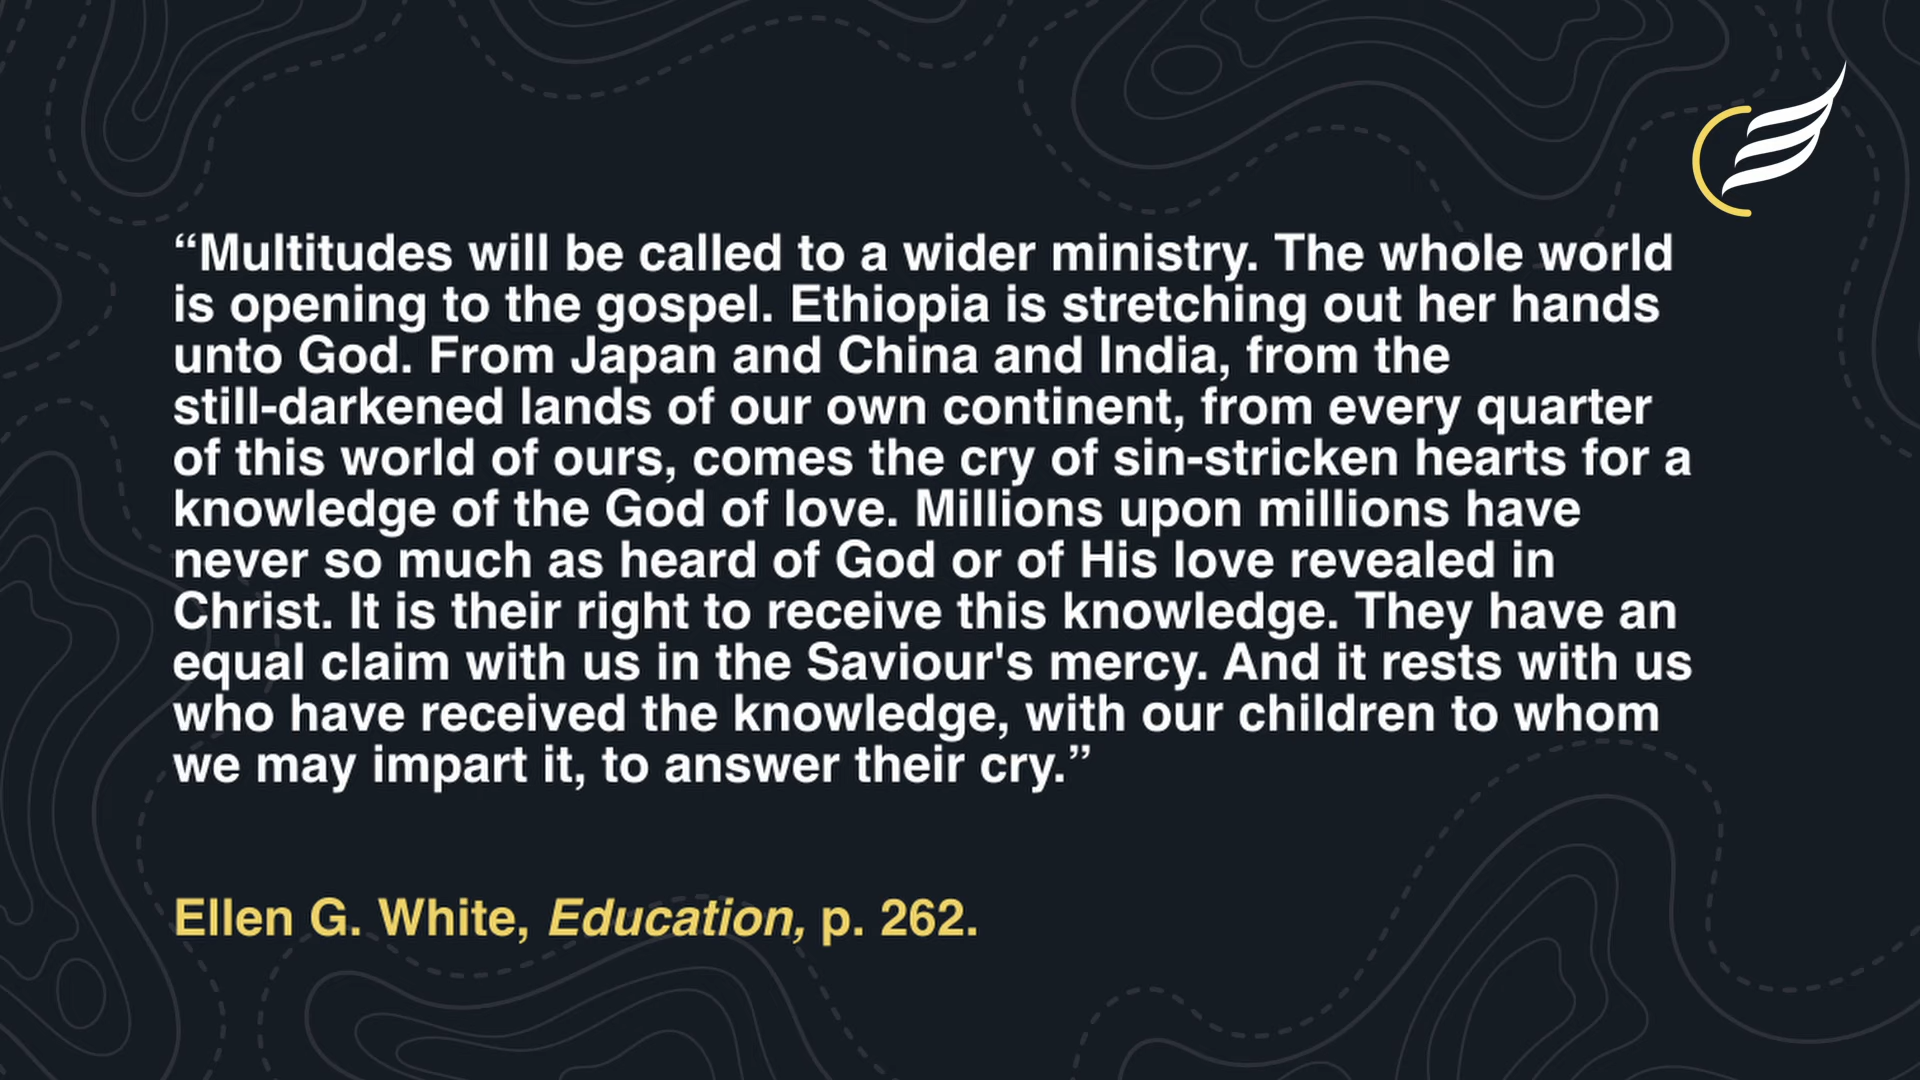 “Multitudes will be called to a wider ministry. The whole world
is opening to the gospel. Ethiopia is stretching out her hands
unto God. From Japan and China and India, from the
still-darkened lands of our own continent, from every quarter
of this world of ours, comes the cry of sin-stricken hearts for a
knowledge of the God of love. Millions upon millions have
never so much as heard of God or of His love revealed in
Christ. It is their right to receive this knowledge. They have an
equal claim with us in the Saviour's mercy. And it rests with us
who have received the knowledge, with our children to whom
we may impart it, to answer their cry.”
Ellen G. White, Education, p. 262.